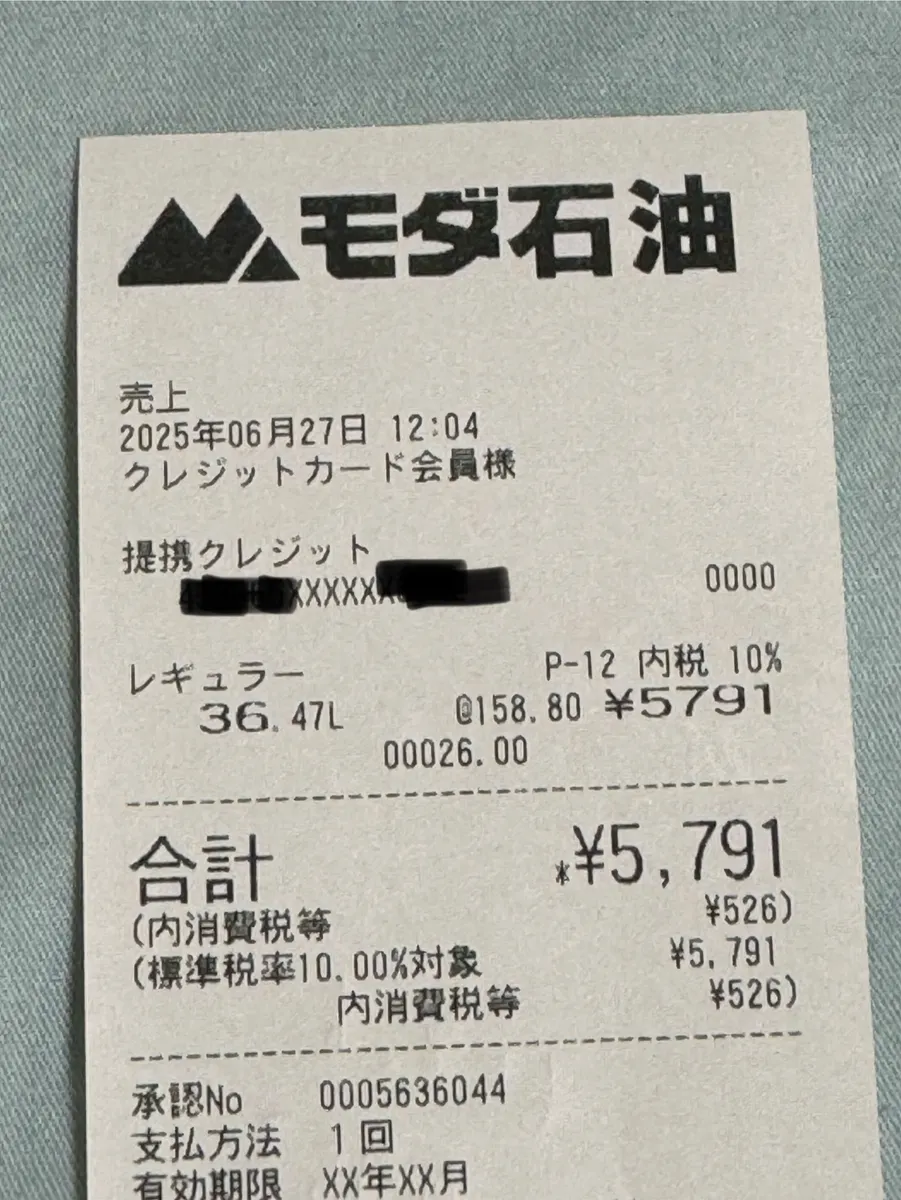 モダ石油
売上
2025年06月27日 12:04
クレジットカード会員様
提携クレジット
XXXXXX 0000
レギュラー P-12 内税 10%
36.47L @158.80 ¥5791
00026.00
合計 *¥5,791
(内消費税等 ¥526)
(標準税率10.00%対象 ¥5,791
内消費税等 ¥526)
承認No 0005636044
支払方法 1回
有効期限 XX年XX月